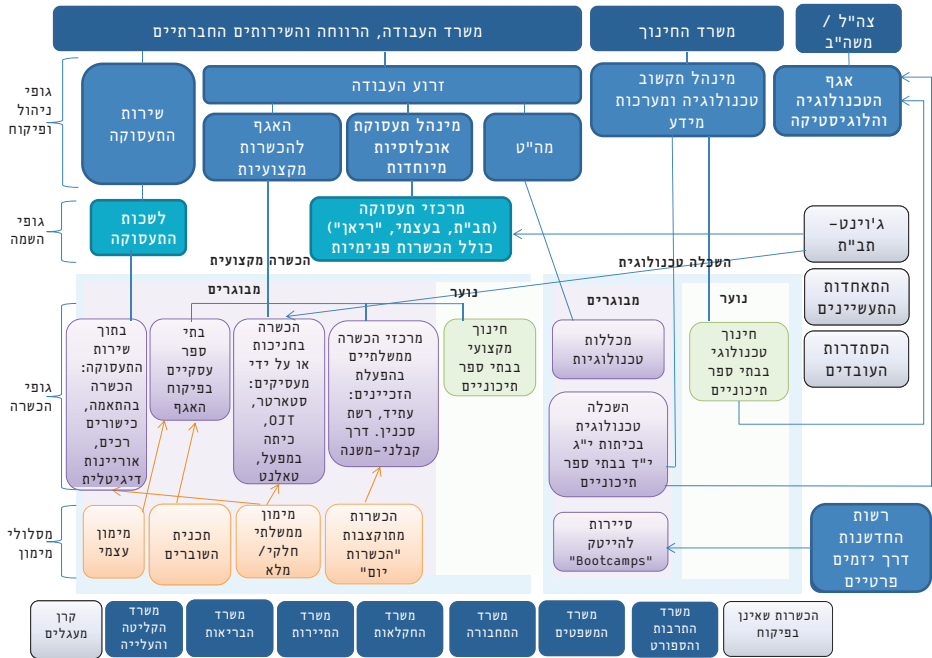 צה"ל /
משה"ב
משרד החינוך
משרד העבודה, הרווחה והשירותים החברתיים
גופי
ניהול
ופיקוח
אגף
הטכנולוגיה
והלוגיסטיקה
מינהל תקשוב
טכנולוגיה ומערכות
מידע
זרוע העבודה
שירות
התעסוקה
מה"ט
מינהל תעסוקת
אוכלוסיות
מיוחדות
האגף
להכשרות
מקצועיות
גופי
השמה
ג'וינט-
תב"ת
מרכזי תעסוקה
(תב"ת, בעצמי, "ריאן")
כולל הכשרות פנימיות
לשכות
התעסוקה
התאחדות
התעשיינים
הסתדרות
העובדים
השכלה טכנולוגית
הכשרה מקצועית
נוער
מבוגרים
נוער
מבוגרים
גופי
הכשרה
חינוך
טכנולוגי
בבתי ספר
תיכוניים
מכללות
טכנולוגיות
השכלה
טכנולוגית
בכיתות י"ג
י"ד בבתי ספר
תיכוניים
חינוך
מקצועי
בבתי ספר
תיכוניים
מרכזי הכשרה
ממשלתיים
בהפעלת
הזכיינים:
עתיד, רשת
סכנין. דרך
קבלני-משנה
הכשרה
בחניכות
או על ידי
מעסיקים:
סטארטר,
OJT,
כיתה
במפעל,
טאלנט
בתי
ספר
עסקיים
בפיקוח
האגף
בתוך
שירות
התעסוקה:
הכשרה
בהתאמה,
כישורים
רכים,
אוריינות
דיגיטלית
מסלולי
מימון
רשות
החדשנות
דרך יזמים
פרטיים
סיירות
להייטק
"Bootcamps"
הכשרות
מתוקצבות
"הכשרות
יום"
מימון
ממשלתי
חלקי/
מלא
תכנית
השוברים
מימון
עצמי
הכשרות שאינן
בפיקוח
משרד
התרבות
והספורט
משרד
המשפטים
משרד
התחבורה
משרד
החקלאות
משרד
התיירות
משרד
הבריאות
משרד
הקליטה
והעלייה
קרן
מעגלים